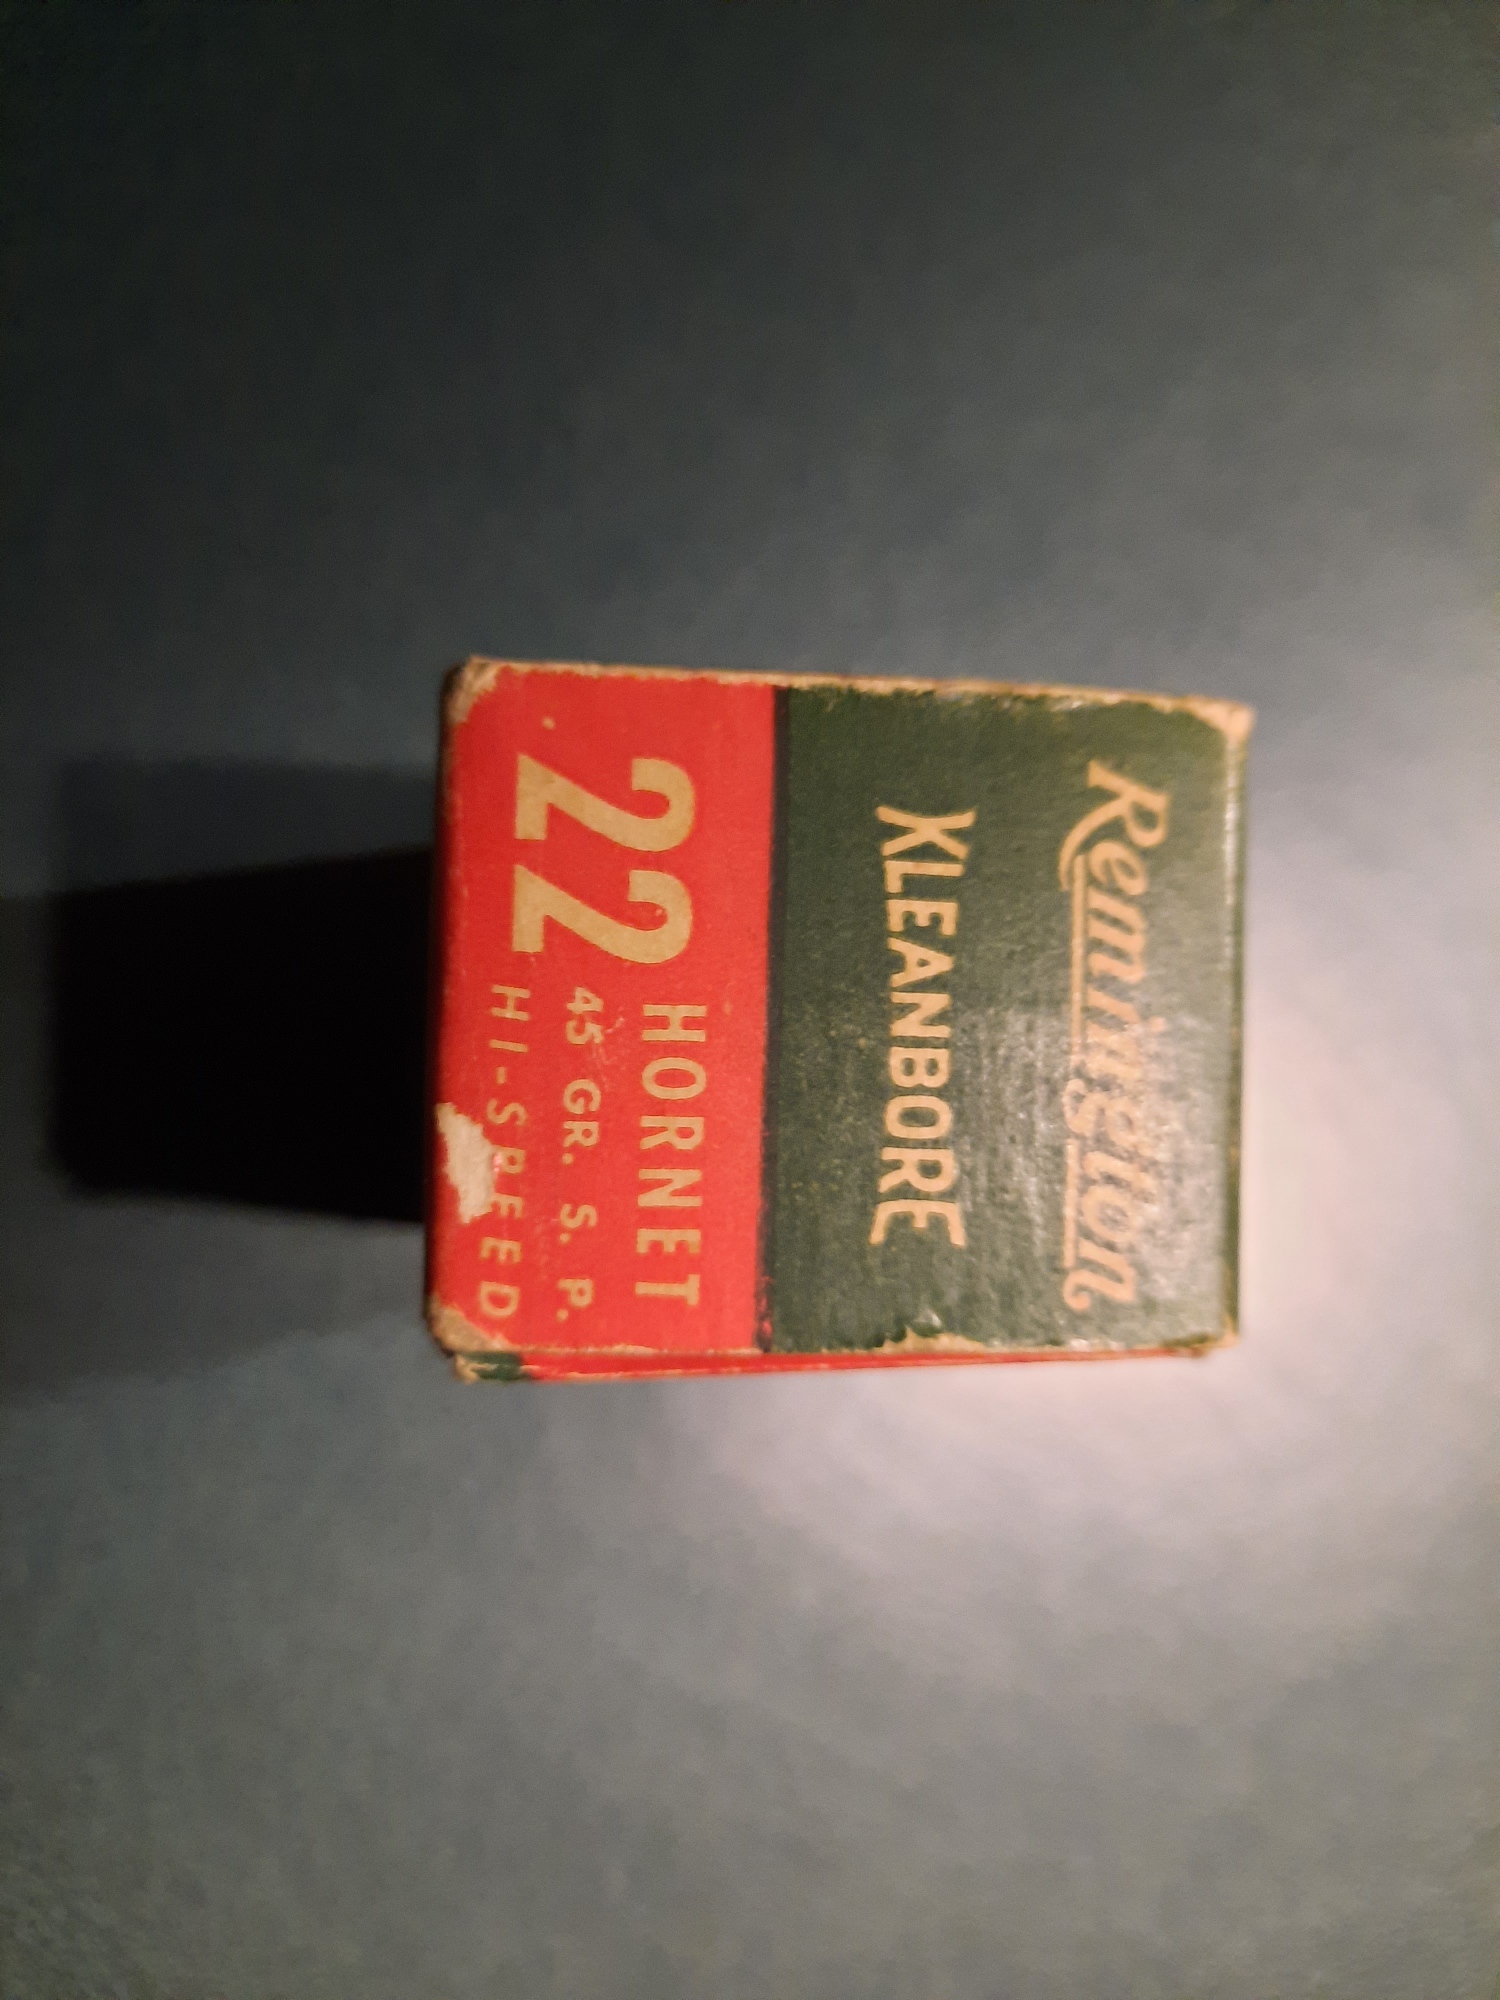 Remington
KLEANBORE
22 HORNET
45 GR. S. P.
HI-SPEED